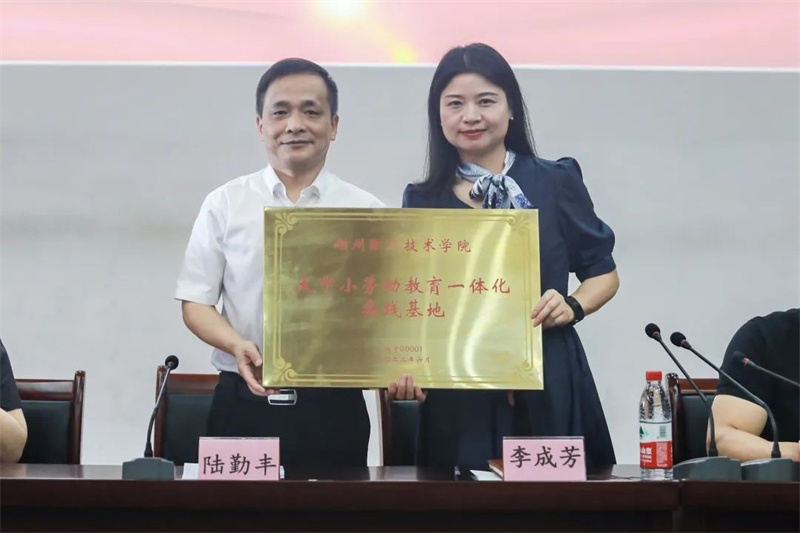 湖州职业技术学院
大中小劳动教育一体化
实践基地
陆勤丰
李成芳